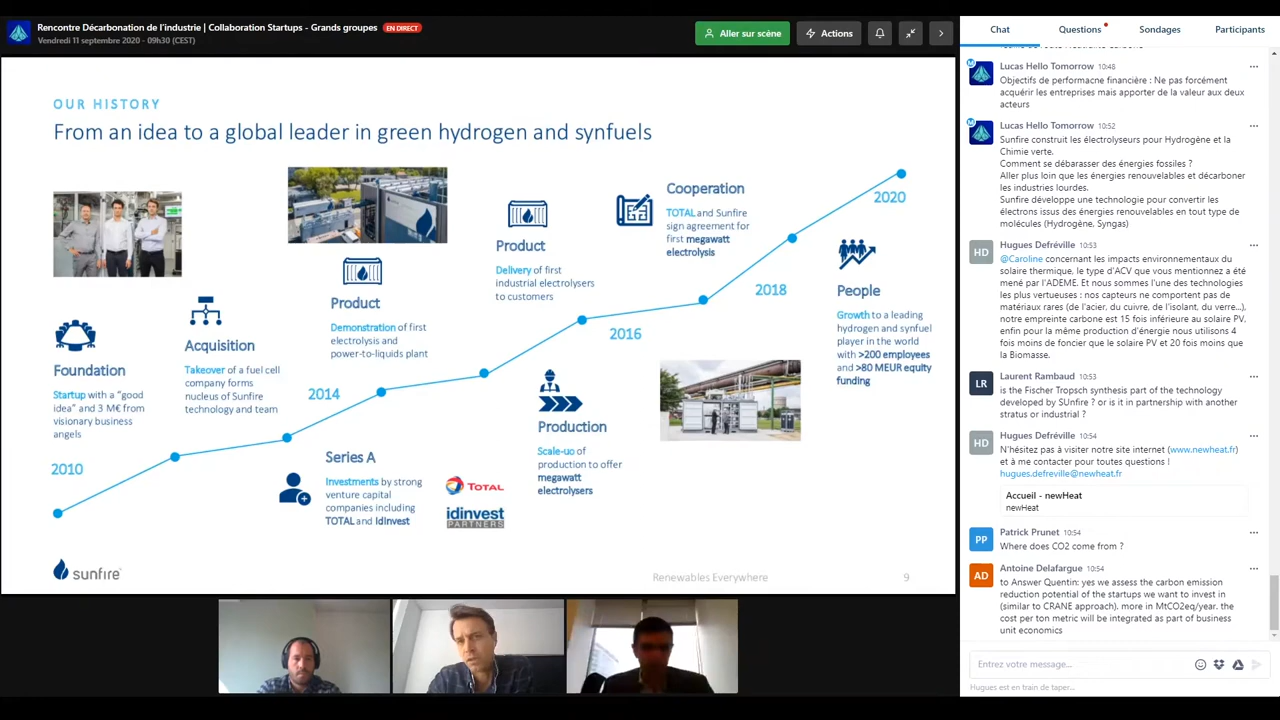 Rencontre Décarbonation de l'industrie | Collaboration Startups - Grands groupes EN DIRECT
Vendredi 11 septembre 2020 - 09h30 (CEST)
Aller sur scène
Actions
OUR HISTORY
From an idea to a global leader in green hydrogen and synfuels
Foundation
Startup with a "good
idea" and 3 M€ from
visionary business
angels
2010
Acquisition
Takeover of a fuel cell
company forms
nucleus of Sunfire
technology and team
Product
Demonstration of first
electrolysis and
power-to-liquids plant
2014
Series A
Investments by strong
venture capital
companies including
TOTAL and IdInvest
TOTAL
idinvest
PARTNERS
Product
Delivery of first
industrial electrolysers
to customers
2016
Production
Scale-uo of
production to offer
megawatt
electrolysers
Cooperation
TOTAL and Sunfire
sign agreement for
first megawatt
electrolysis
2018
2020
People
Growth to a leading
hydrogen and synfuel
player in the world
with >200 employees
and >80 MEUR equity
funding
sunfire
Renewables Everywhere
9
Chat
Questions
Sondages
Participants
Lucas Hello Tomorrow 10:48
Objectifs de performacne financière : Ne pas forcément
acquérir les entreprises mais apporter de la valeur aux deux
acteurs
Lucas Hello Tomorrow 10:52
Sunfire construit les électrolyseurs pour Hydrogène et la
Chimie verte.
Comment se débarasser des énergies fossiles ?
Aller plus loin que les énergies renouvelables et décarboner
les industries lourdes.
Sunfire développe une technologie pour convertir les
électrons issus des énergies renouvelables en tout type de
molécules (Hydrogène, Syngas)
HD
Hugues Defréville 10:53
@Caroline concernant les impacts environnementaux du
solaire thermique, le type d'ACV que vous mentionnez a été
mené par l'ADEME. Et nous sommes l'une des technologies
les plus vertueuses : nos capteurs ne comportent pas de
matériaux rares (de l'acier, du cuivre, de l'isolant, du verre...),
notre empreinte carbone est 15 fois inférieure au solaire PV,
enfin pour la même production d'énergie nous utilisons 4
fois moins de foncier que le solaire PV et 20 fois moins que
la Biomasse.
LR
Laurent Rambaud 10:53
is the Fischer Tropsch synthesis part of the technology
developed by SUnfire ? or is it in partnership with another
stratus or industrial ?
HD
Hugues Defréville 10:54
N'hésitez pas à visiter notre site internet (www.newheat.fr)
et à me contacter pour toutes questions !
hugues.defreville@newheat.fr
Accueil - newHeat
newHeat
PP
Patrick Prunet 10:54
Where does CO2 come from ?
AD
Antoine Delafargue 10:54
to Answer Quentin: yes we assess the carbon emission
reduction potential of the startups we want to invest in
(similar to CRANE approach). more in MtCO2eq/year. the
cost per ton metric will be integrated as part of business
unit economics
Entrez votre message...
Hugues est en train de taper...